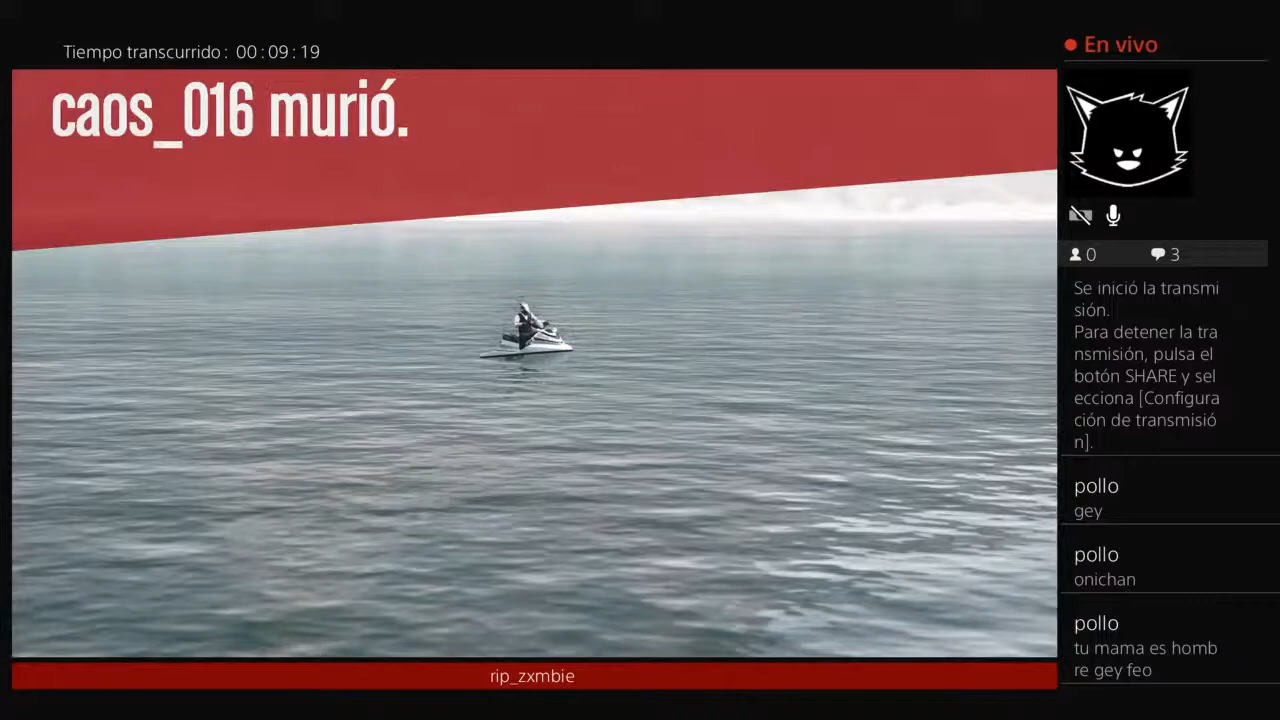 Tiempo transcurrido : 00 : 09 : 19
En vivo
caos_016 murió.
0
3
Se inició la transmi
sión.
Para detener la tra
nsmisión, pulsa el
botón SHARE y sel
ecciona [Configura
ción de transmisió
n].
pollo
gey
pollo
onichan
pollo
tu mama es homb
re gey feo
rip_zxmbie